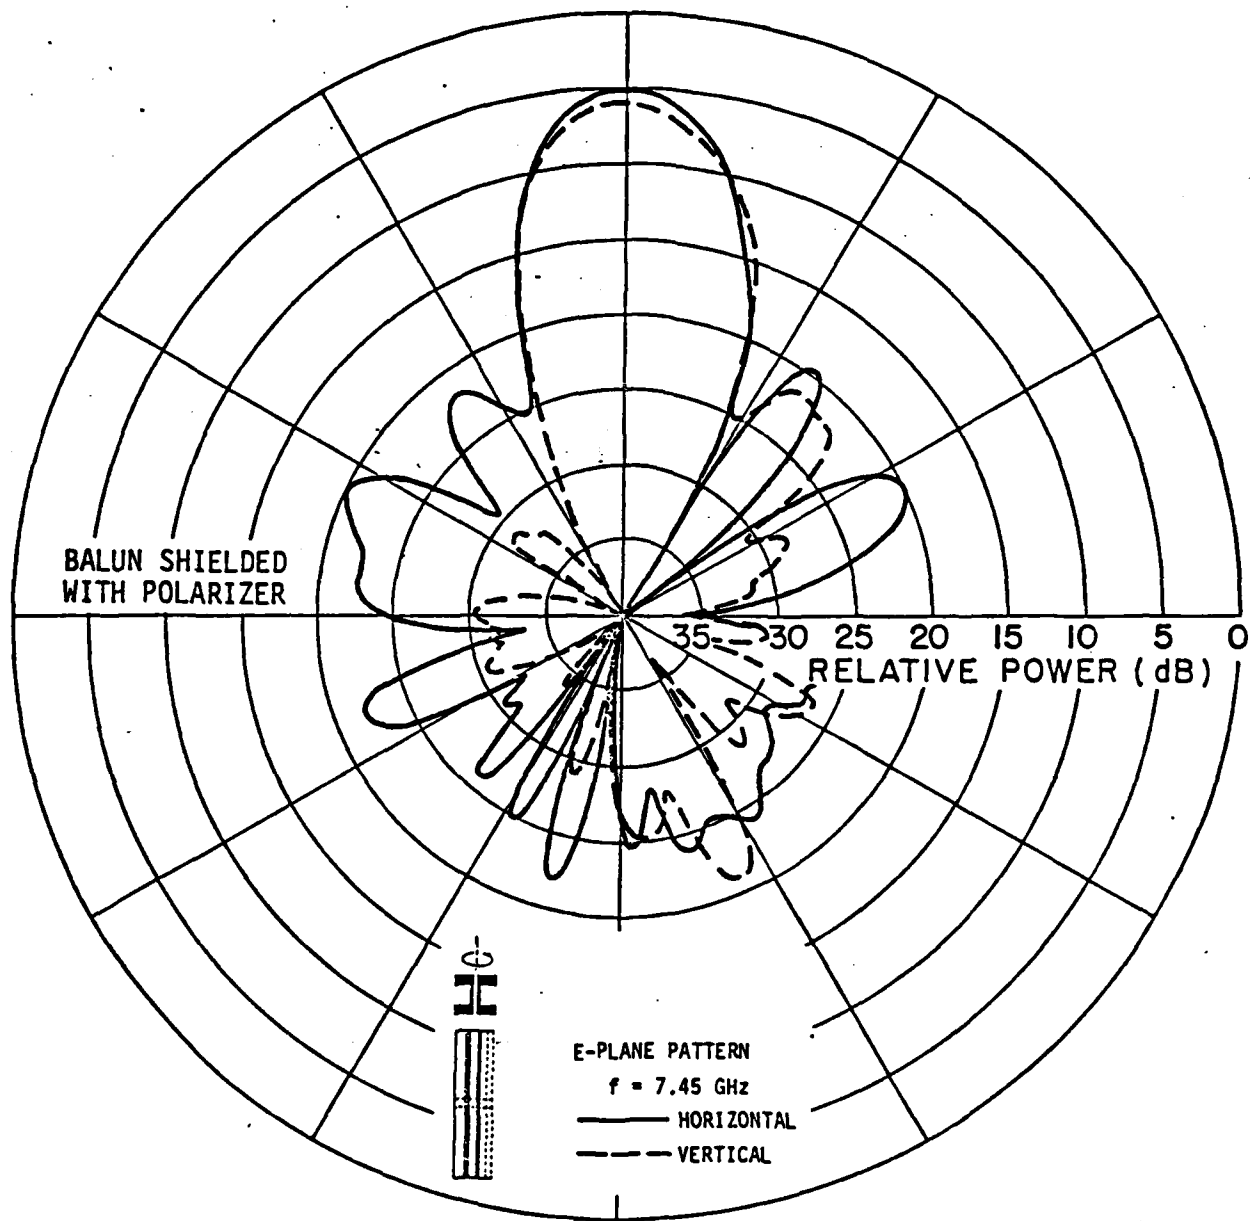 BALUN SHIELDED
WITH POLARIZER
35 30 25 20 15 10 5 0
RELATIVE POWER (dB)
E-PLANE PATTERN
f = 7.45 GHz
HORIZONTAL
VERTICAL